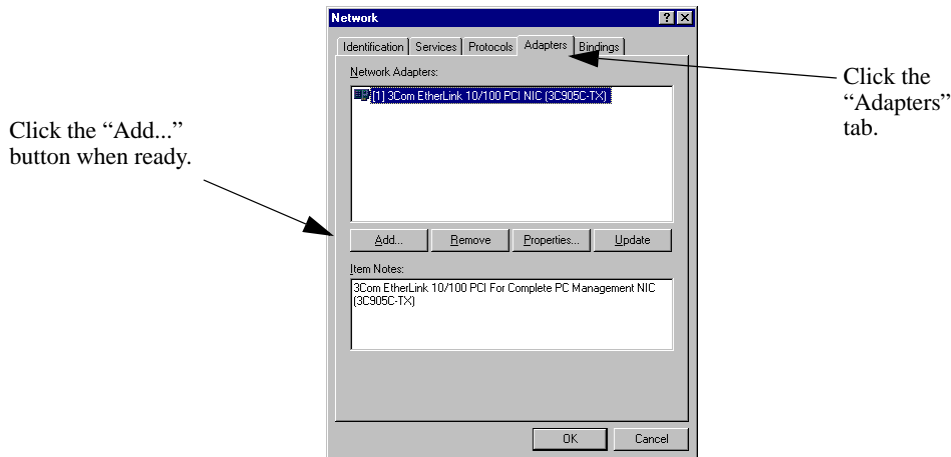 Network
Identification Services Protocols Adapters Bindings
Network Adapters:
[1] 3Com EtherLink 10/100 PCI NIC (3C905C-TX)
Click the
“Adapters”
tab.
Click the “Add...”
button when ready.
Add... Remove Properties... Update
Item Notes:
3Com EtherLink 10/100 PCI For Complete PC Management NIC
(3C905C-TX)
OK Cancel